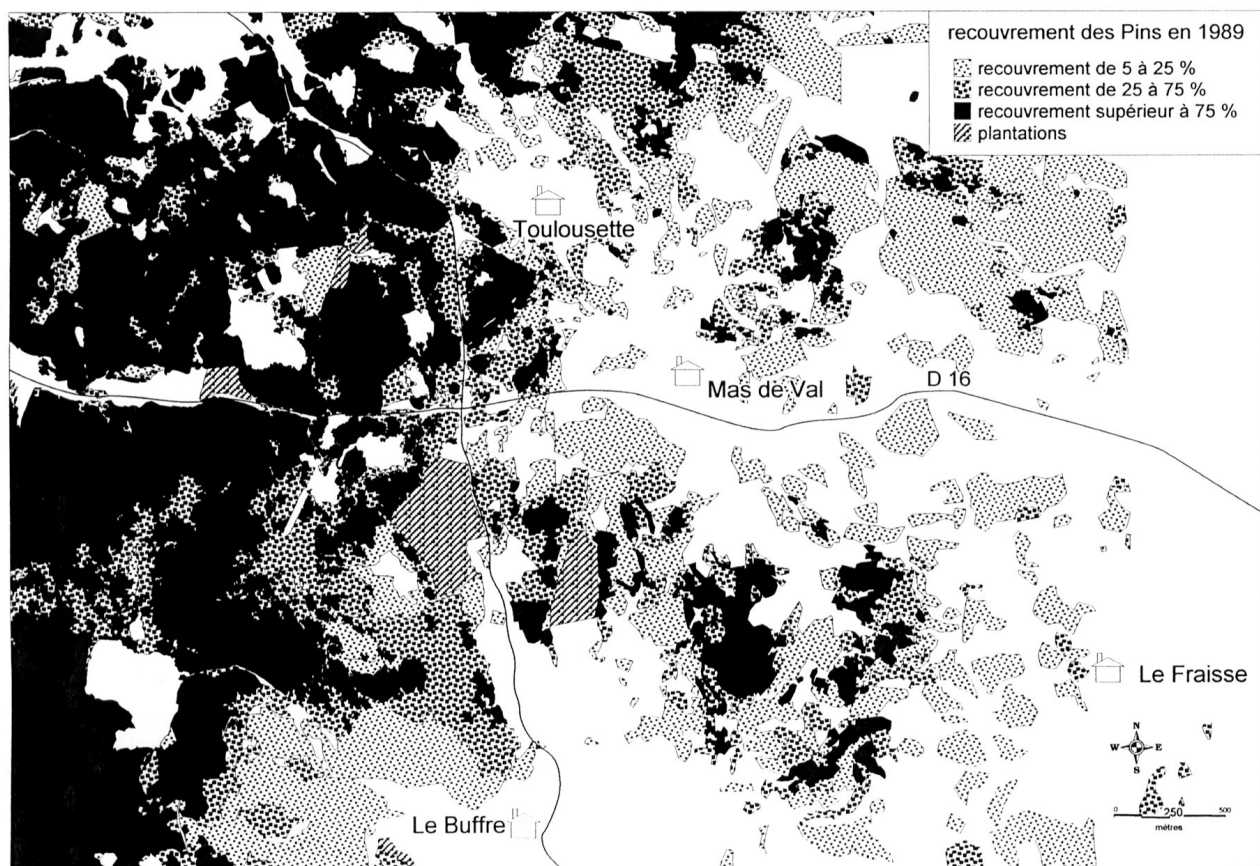 recouvrement des Pins en 1989
recouvrement de 5 à 25 %
recouvrement de 25 à 75 %
recouvrement supérieur à 75 %
plantations
Toulousette
Mas de Val
D 16
Le Fraisse
N
W E
S
0 250 500
mètres
Le Buffre